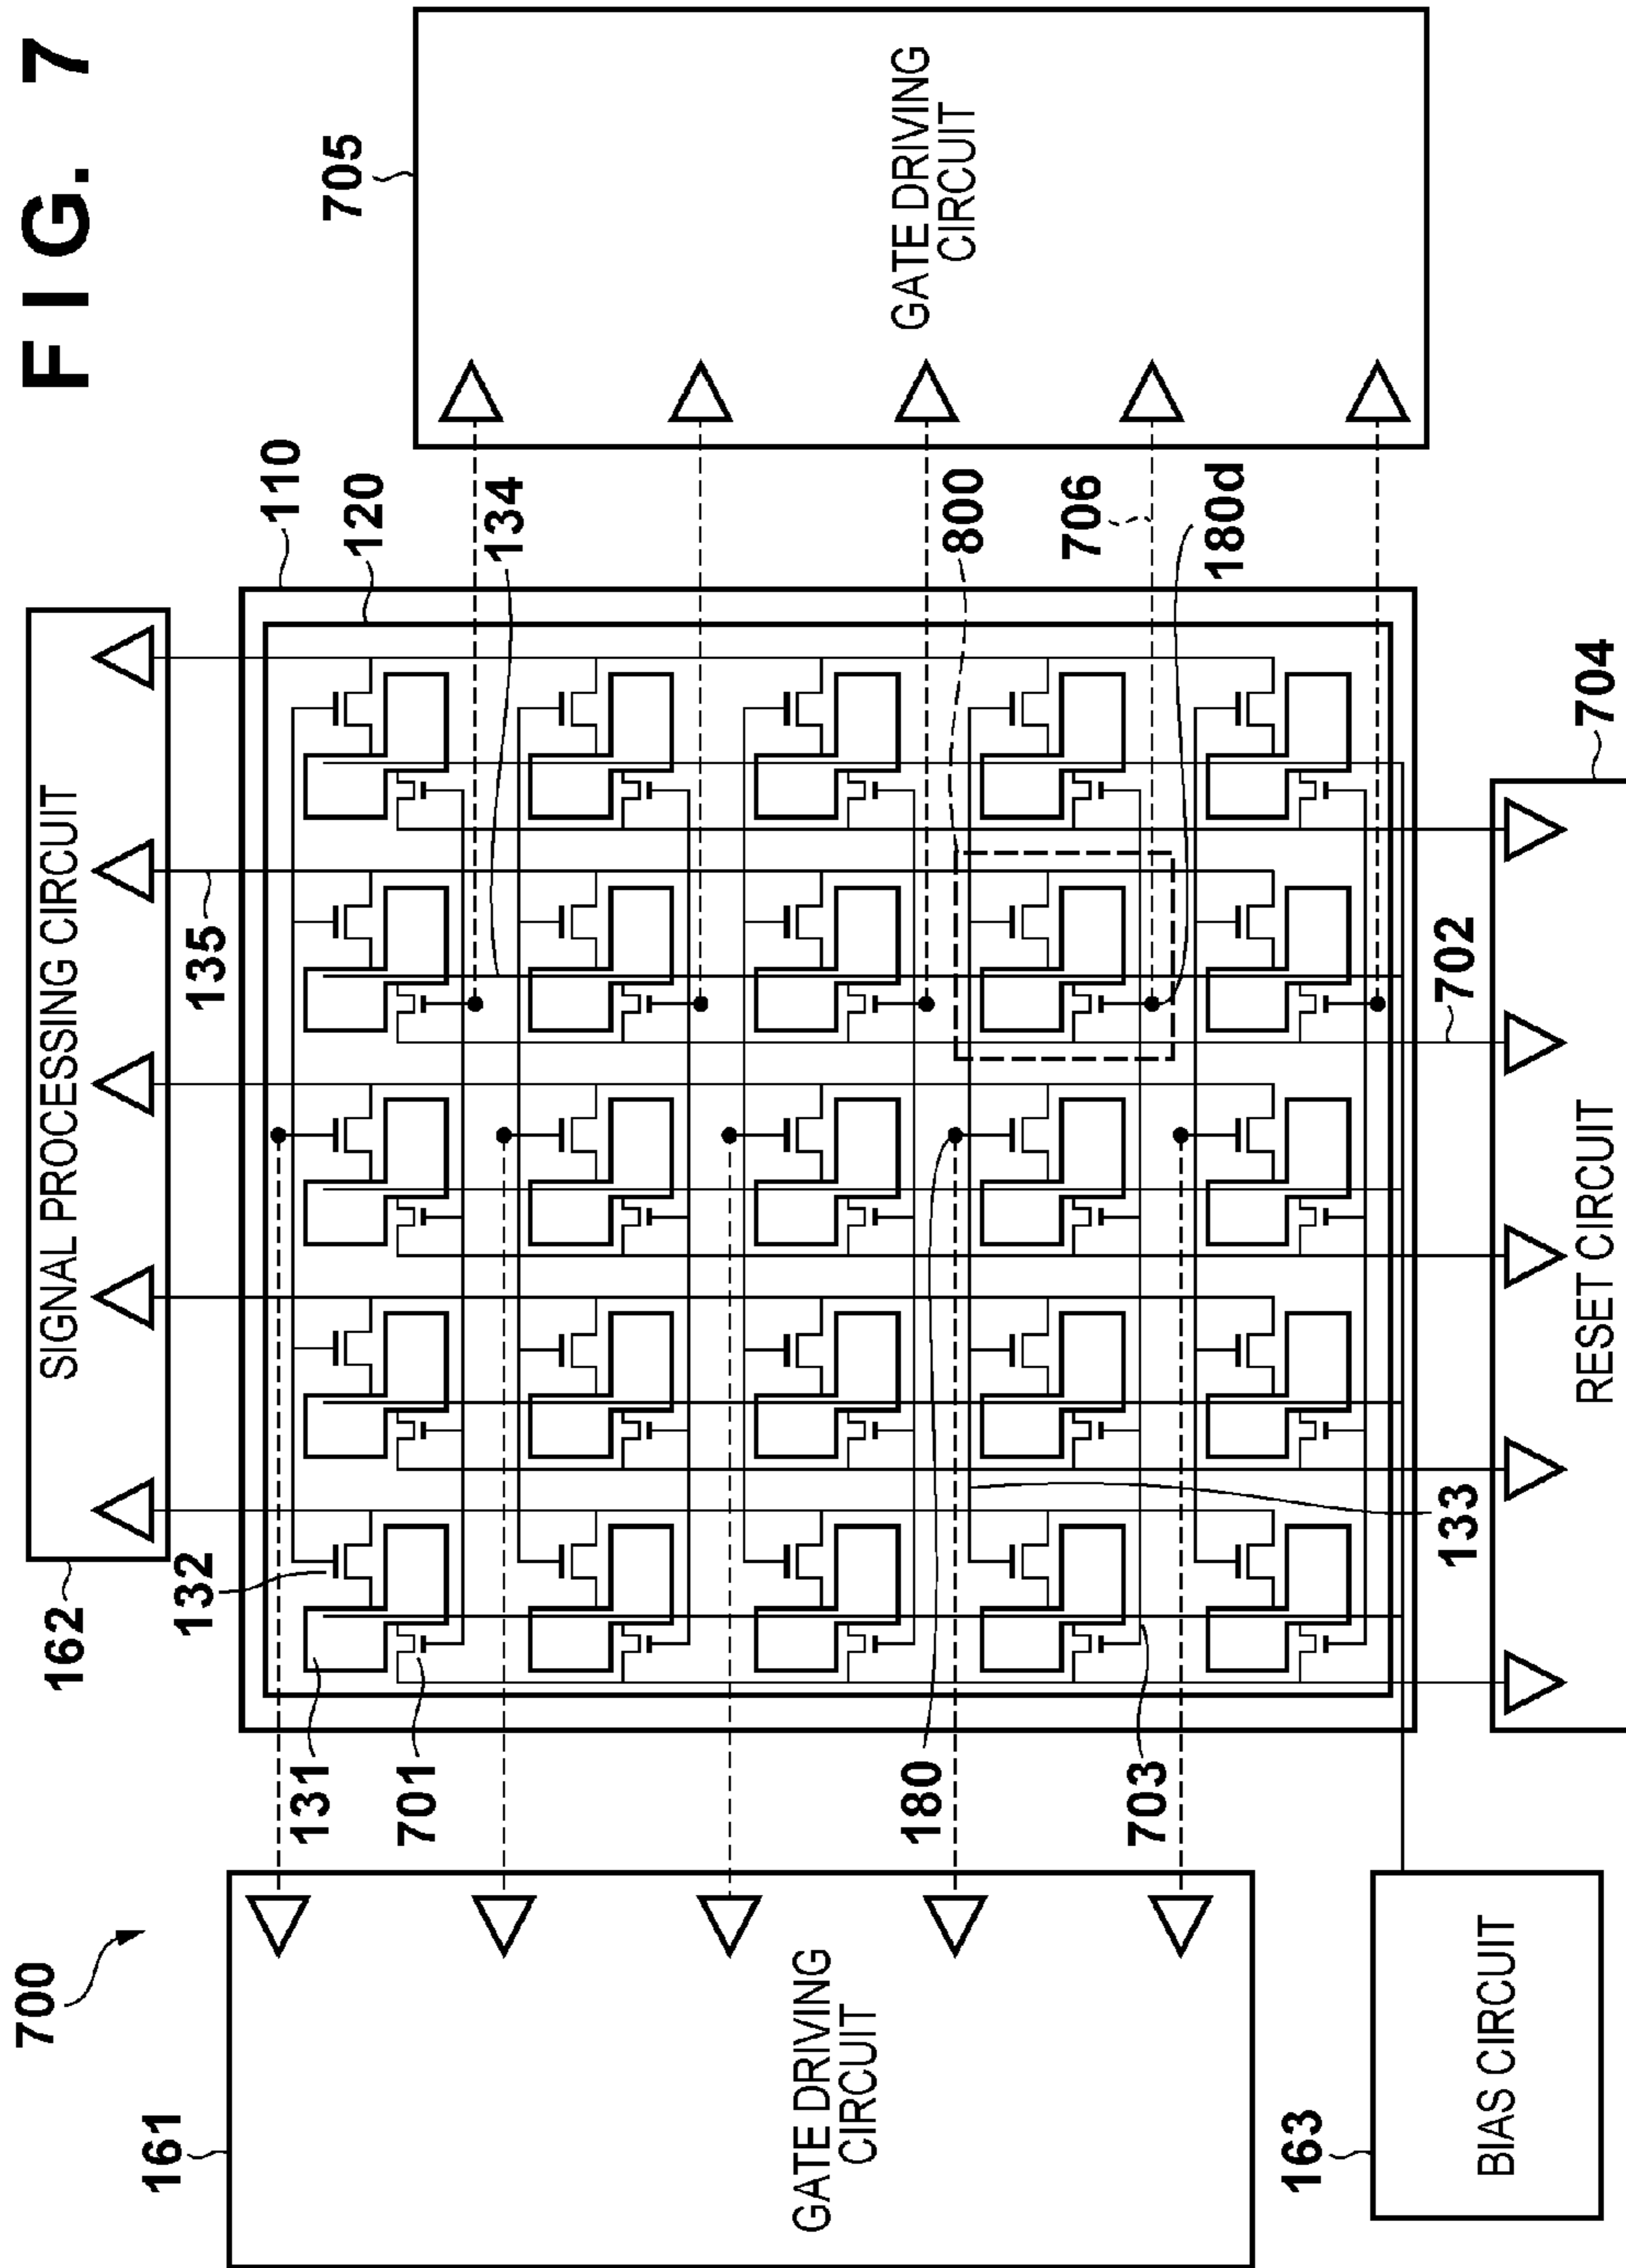 FIG. 7
700
161
GATE DRIVING
CIRCUIT
163
BIAS CIRCUIT
162
SIGNAL PROCESSING CIRCUIT
132
131
701
180
703
133
135
110
120
134
800
706
180d
702
704
RESET CIRCUIT
705
GATE DRIVING
CIRCUIT